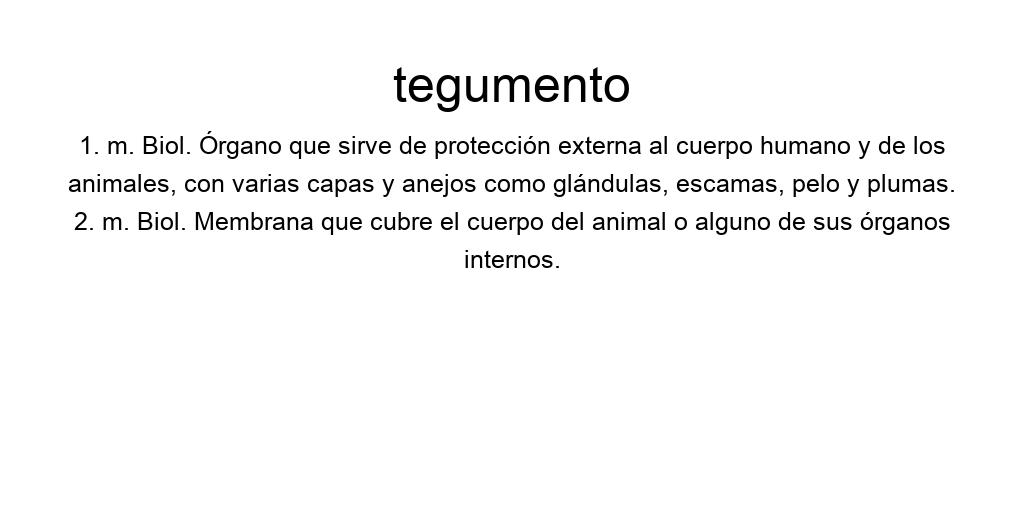 tegumento
1. m. Biol. Órgano que sirve de protección externa al cuerpo humano y de los
animales, con varias capas y anejos como glándulas, escamas, pelo y plumas.
2. m. Biol. Membrana que cubre el cuerpo del animal o alguno de sus órganos
internos.